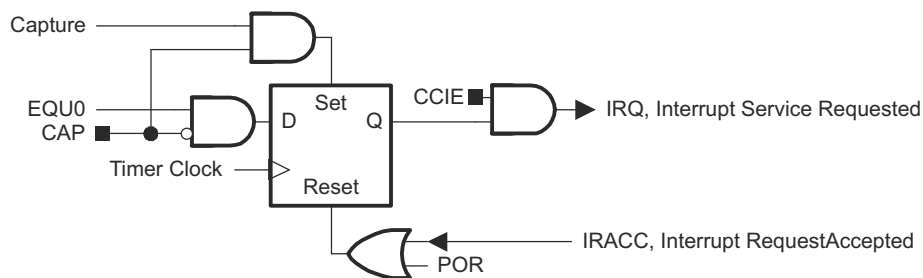 Capture
EQU0
CAP
Timer Clock
Set
D
Q
Reset
CCIE
IRQ, Interrupt Service Requested
IRACC, Interrupt RequestAccepted
POR